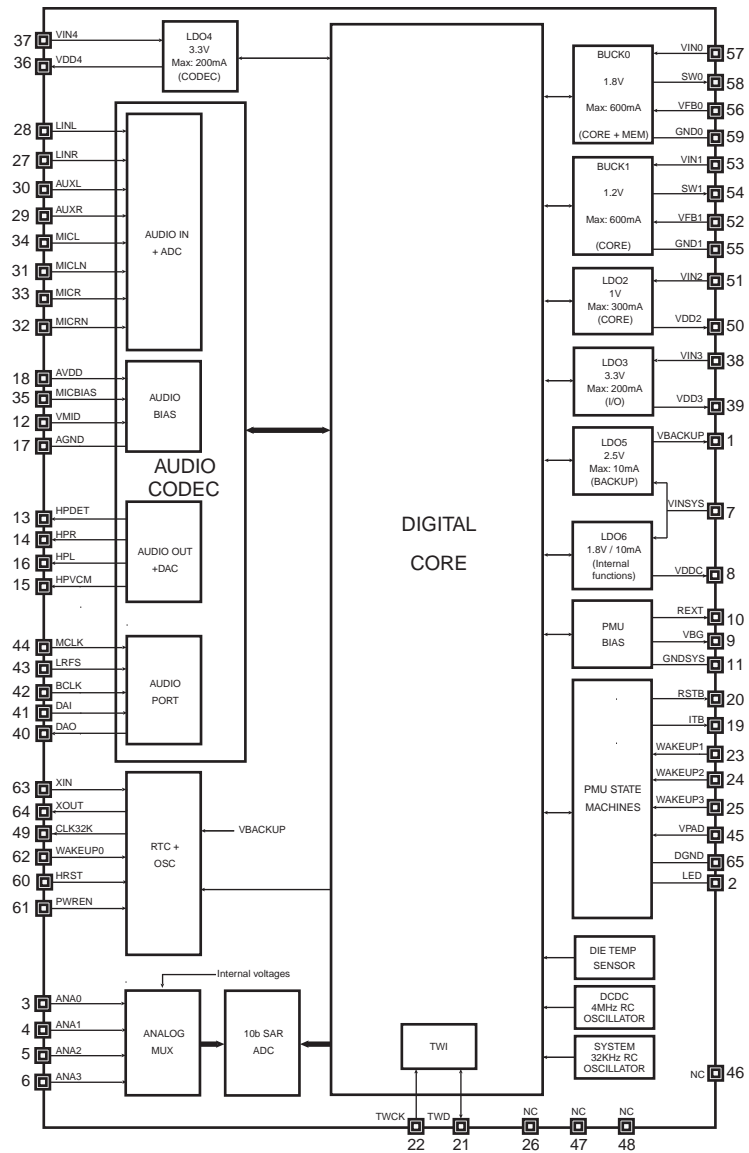 37 VIN4
36 VDD4
LDO4
3.3V
Max: 200mA
(CODEC)
28 LINL
27 LINR
30 AUXL
29 AUXR
34 MICL
31 MICLN
33 MICR
32 MICRN
AUDIO IN
+ ADC
18 AVDD
35 MICBIAS
12 VMID
17 AGND
AUDIO
BIAS
AUDIO
CODEC
13 HPDET
14 HPR
16 HPL
15 HPVCM
AUDIO OUT
+DAC
44 MCLK
43 LRFS
42 BCLK
41 DAI
40 DAO
AUDIO
PORT
63 XIN
64 XOUT
49 CLK32K
62 WAKEUP0
60 HRST
61 PWREN
RTC +
OSC
VBACKUP
Internal voltages
3 ANA0
4 ANA1
5 ANA2
6 ANA3
ANALOG
MUX
10b SAR
ADC
DIGITAL
CORE
TWI
TWCK
22
TWD
21
NC
26
NC
47
NC
48
BUCK0
1.8V
Max: 600mA
(CORE + MEM)
VIN0 57
SW0 58
VFB0 56
GND0 59
BUCK1
1.2V
Max: 600mA
(CORE)
VIN1 53
SW1 54
VFB1 52
GND1 55
LDO2
1V
Max: 300mA
(CORE)
VIN2 51
VDD2 50
LDO3
3.3V
Max: 200mA
(I/O)
VIN3 38
VDD3 39
LDO5
2.5V
Max: 10mA
(BACKUP)
VBACKUP 1
VINSYS 7
LDO6
1.8V / 10mA
(Internal
functions)
VDDC 8
PMU
BIAS
REXT 10
VBG 9
GNDSYS 11
PMU STATE
MACHINES
RSTB 20
ITB 19
WAKEUP1 23
WAKEUP2 24
WAKEUP3 25
VPAD 45
DGND 65
LED 2
DIE TEMP
SENSOR
DCDC
4MHz RC
OSCILLATOR
SYSTEM
32KHz RC
OSCILLATOR
NC 46